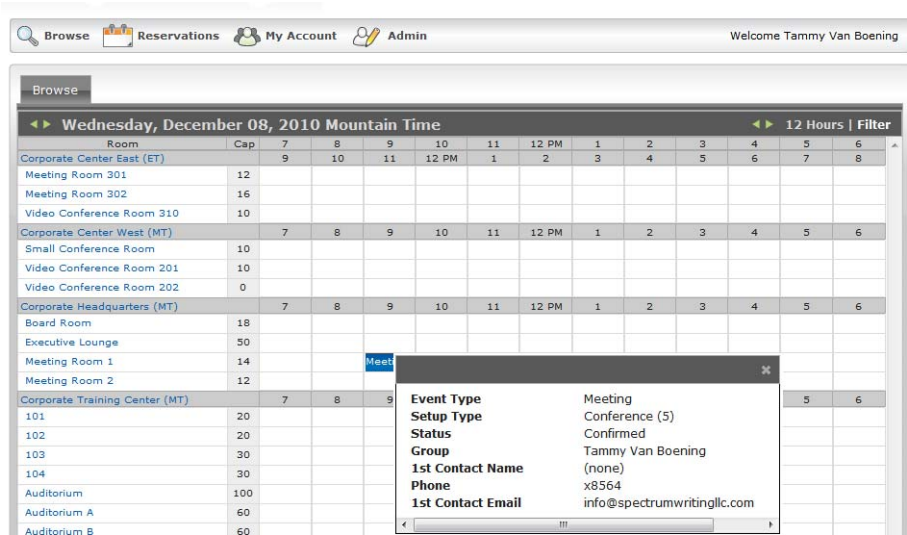 Browse Reservations My Account Admin Welcome Tammy Van Boening
Browse
Wednesday, December 08, 2010 Mountain Time 12 Hours | Filter
Room Cap 7 8 9 10 11 12 PM 1 2 3 4 5 6
Corporate Center East (ET) 9 10 11 12 PM 1 2 3 4 5 6 7 8
Meeting Room 301 12
Meeting Room 302 16
Video Conference Room 310 10
Corporate Center West (MT) 7 8 9 10 11 12 PM 1 2 3 4 5 6
Small Conference Room 10
Video Conference Room 201 10
Video Conference Room 202 0
Corporate Headquarters (MT) 7 8 9 10 11 12 PM 1 2 3 4 5 6
Board Room 18
Executive Lounge 50
Meeting Room 1 14 Meeti
Meeting Room 2 12
Corporate Training Center (MT) 7 8 9 5 6
101 20
102 20
103 30
104 30
Auditorium 100
Auditorium A 60
Auditorium B 60
Event Type Meeting
Setup Type Conference (5)
Status Confirmed
Group Tammy Van Boening
1st Contact Name (none)
Phone x8564
1st Contact Email info@spectrumwritingllc.com